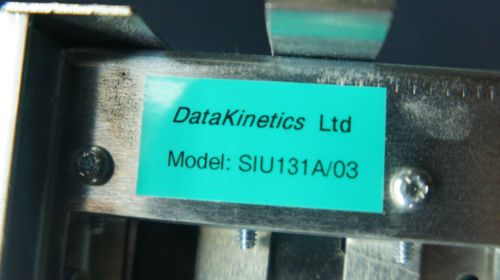 DataKinetics Ltd
Model: SIU131A/03